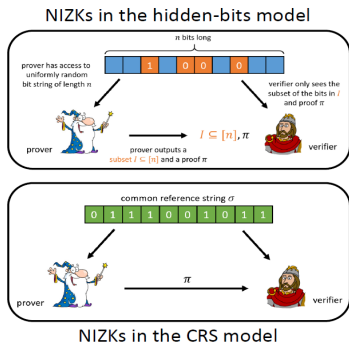 NIZKs in the hidden-bits model
n bits long
1 0 0 0
prover has access to
uniformly random
bit string of length n
verifier only sees the
subset of the bits in I
and proof π
I ⊆ [n], π
prover outputs a
subset I ⊆ [n] and a proof π
prover
verifier
common reference string σ
0 1 1 1 0 0 1 0 1 1
π
prover
verifier
NIZKs in the CRS model